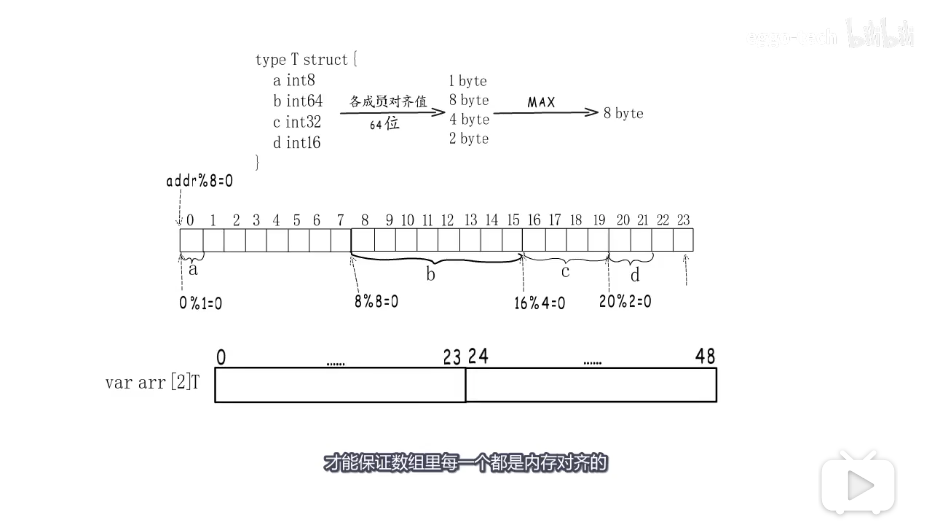 bilibili
type T struct {
a int8
b int64
c int32
d int16
}
各成员对齐值
64位
1 byte
8 byte
4 byte
2 byte
MAX
8 byte
addr%8=0
0 1 2 3 4 5 6 7 8 9 10 11 12 13 14 15 16 17 18 19 20 21 22 23
a b c d
0%1=0 8%8=0 16%4=0 20%2=0
0 ...... 23 24 ...... 48
var arr [2]T
才能保证数组里每一个都是内存对齐的